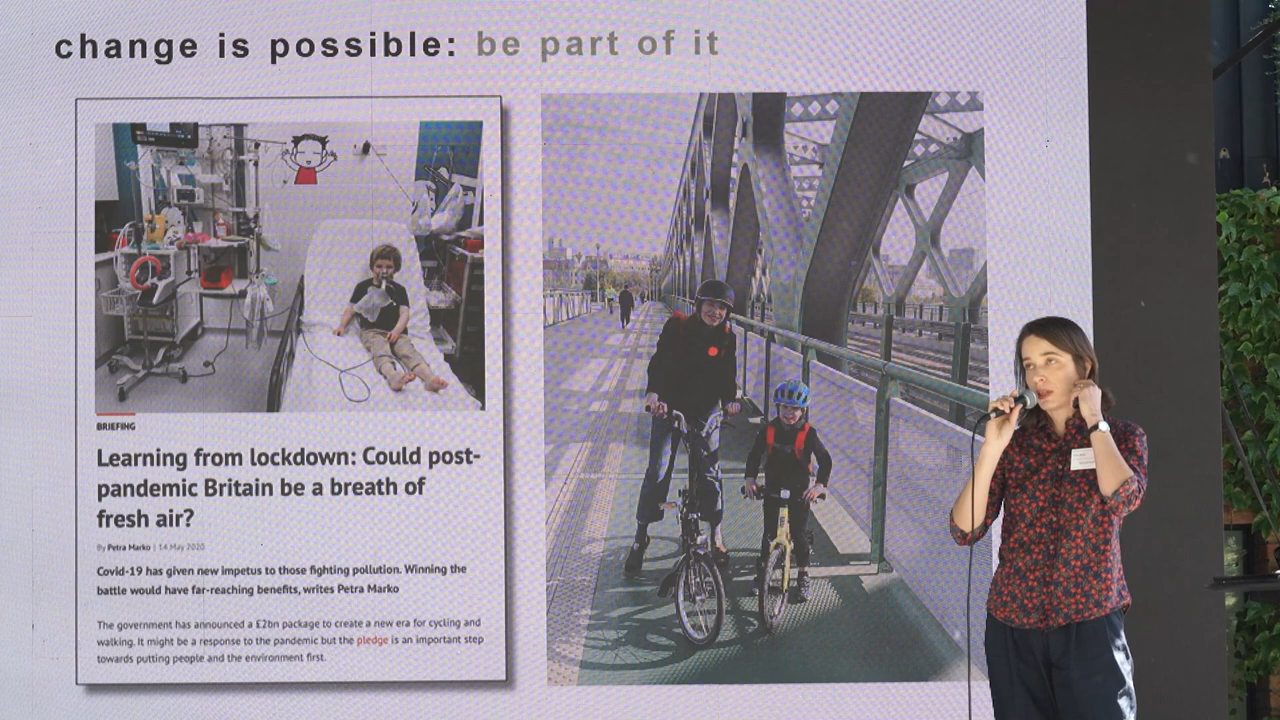 change is possible: be part of it
BRIEFING
Learning from lockdown: Could post-
pandemic Britain be a breath of
fresh air?
By Petra Marko | 14 May 2020
Covid-19 has given new impetus to those fighting pollution. Winning the
battle would have far-reaching benefits, writes Petra Marko
The government has announced a £2bn package to create a new era for cycling and
walking. It might be a response to the pandemic but the pledge is an important step
towards putting people and the environment first.